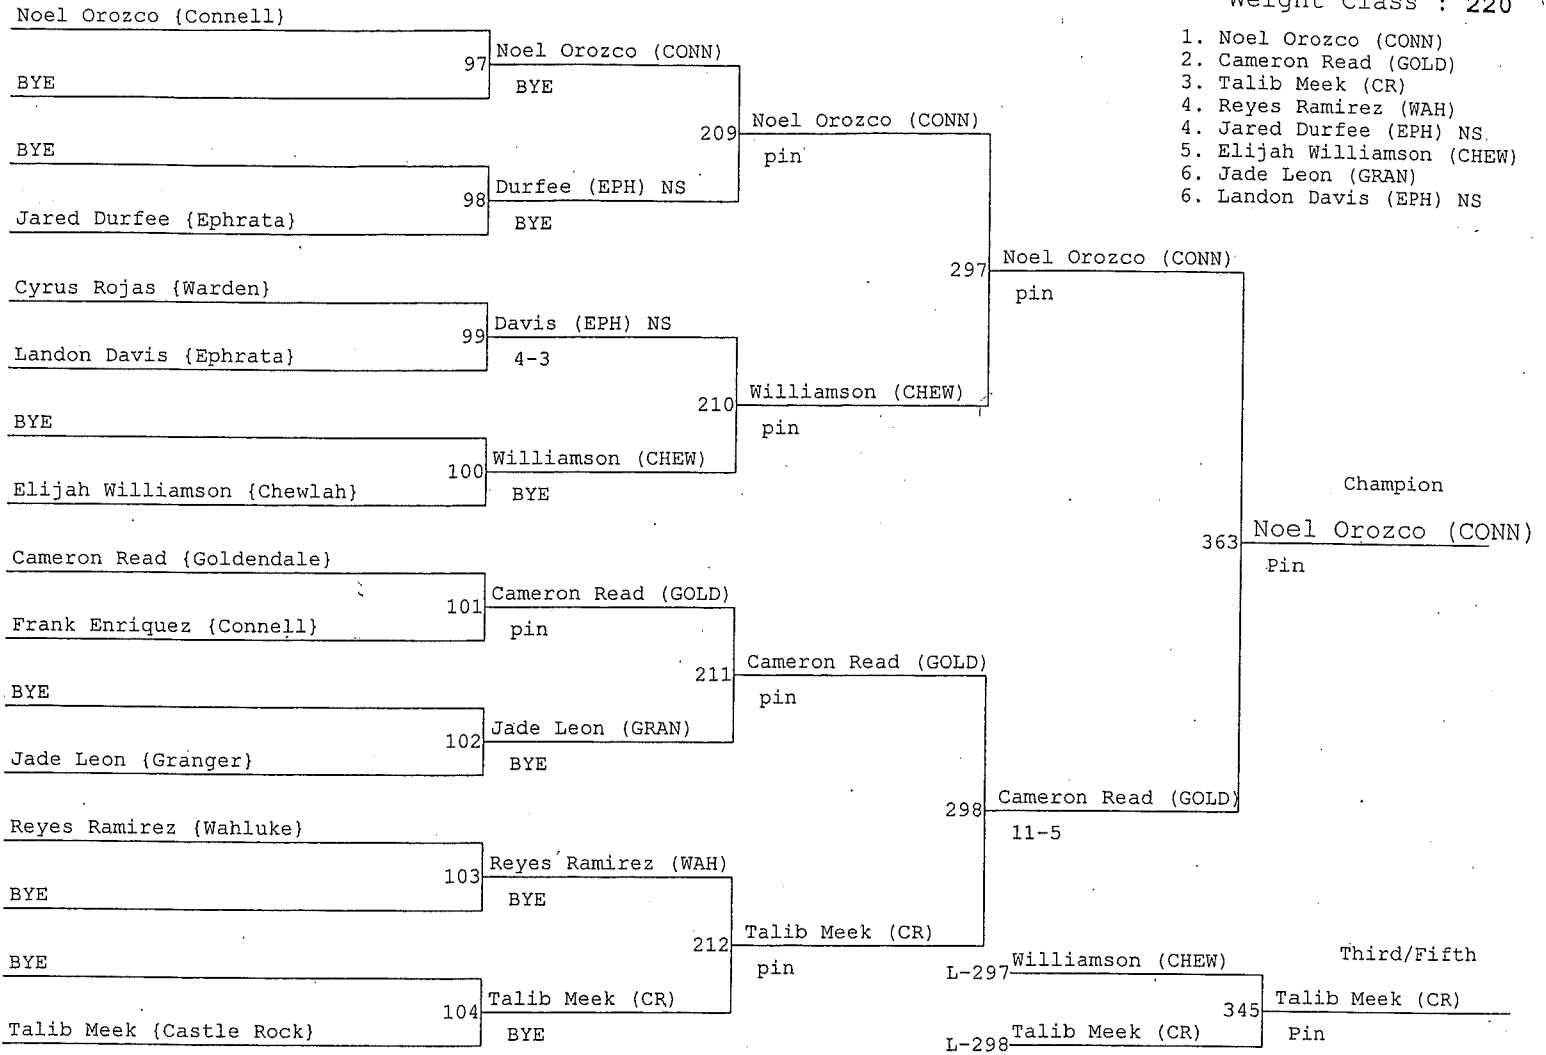 Weight Class : 220
1. Noel Orozco (CONN)
2. Cameron Read (GOLD)
3. Talib Meek (CR)
4. Reyes Ramirez (WAH)
4. Jared Durfee (EPH) NS
5. Elijah Williamson (CHEW)
6. Jade Leon (GRAN)
6. Landon Davis (EPH) NS
Noel Orozco {Connell}
97
BYE
Noel Orozco (CONN)
BYE
BYE
98
Jared Durfee {Ephrata}
Durfee (EPH) NS
BYE
209
Noel Orozco (CONN)
pin
Cyrus Rojas {Warden}
99
Landon Davis {Ephrata}
Davis (EPH) NS
4-3
BYE
100
Elijah Williamson {Chewlah}
Williamson (CHEW)
BYE
210
Williamson (CHEW)
pin
297
Noel Orozco (CONN)
pin
Cameron Read {Goldendale}
101
Frank Enriquez {Connell}
Cameron Read (GOLD)
pin
BYE
102
Jade Leon {Granger}
Jade Leon (GRAN)
BYE
211
Cameron Read (GOLD)
pin
Reyes Ramirez {Wahluke}
103
BYE
Reyes Ramirez (WAH)
BYE
BYE
104
Talib Meek {Castle Rock}
Talib Meek (CR)
BYE
212
Talib Meek (CR)
pin
298
Cameron Read (GOLD)
11-5
Champion
363
Noel Orozco (CONN)
Pin
Third/Fifth
L-297 Williamson (CHEW)
345
L-298 Talib Meek (CR)
Talib Meek (CR)
Pin